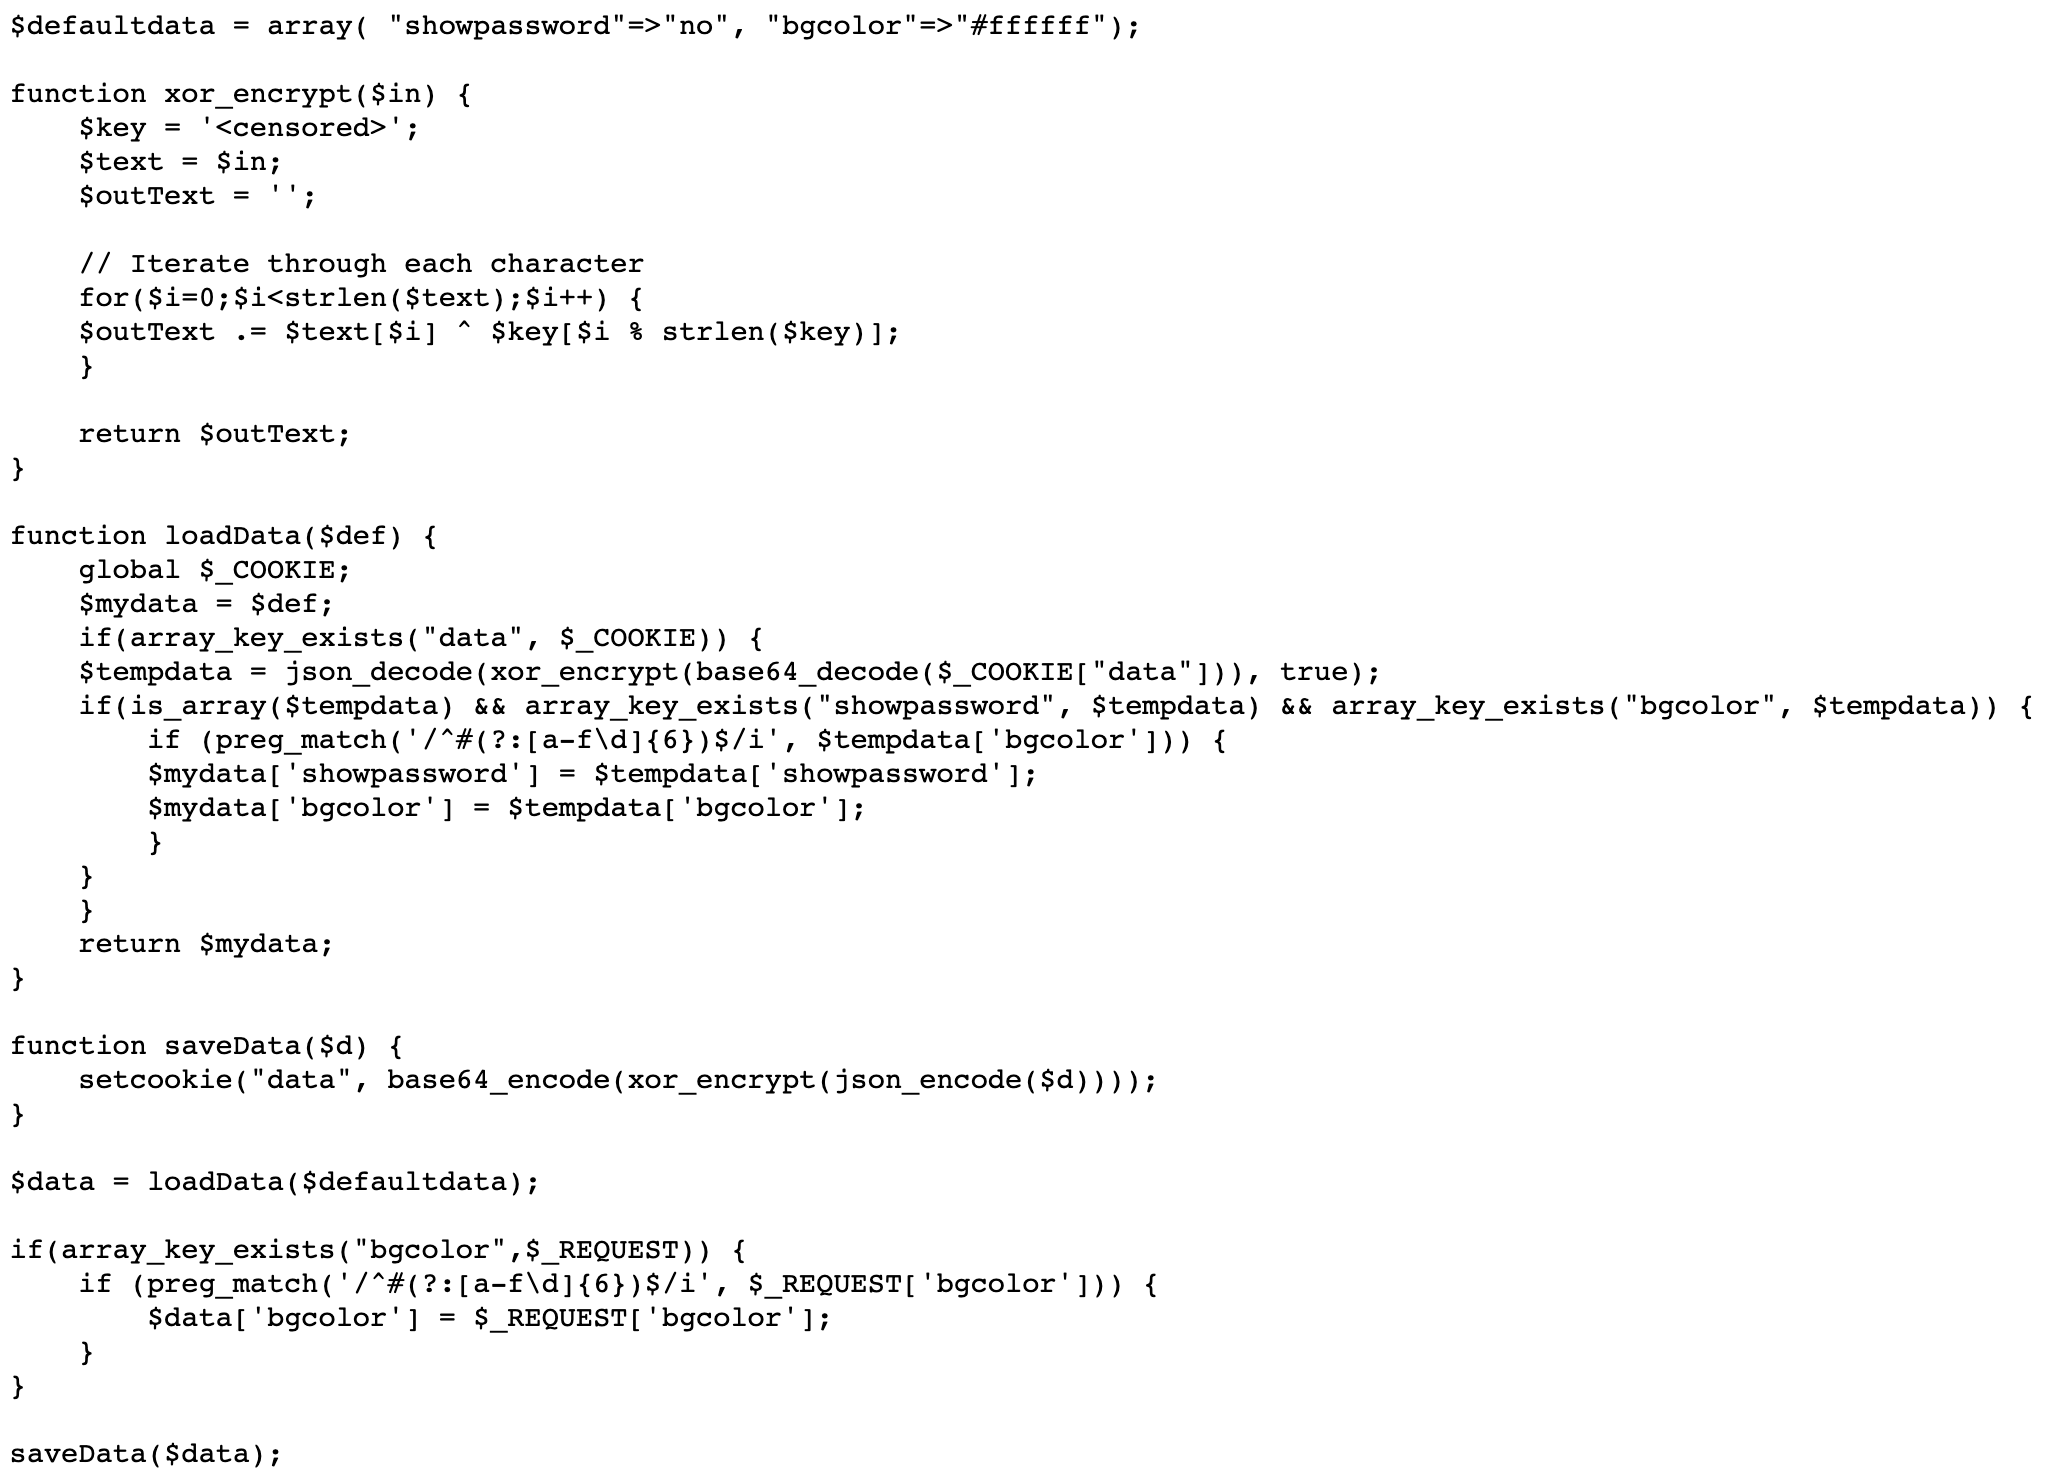 $defaultdata = array( "showpassword"=>"no", "bgcolor"=>"#ffffff");

function xor_encrypt($in) {
    $key = '<censored>';
    $text = $in;
    $outText = '';

    // Iterate through each character
    for($i=0;$i<strlen($text);$i++) {
    $outText .= $text[$i] ^ $key[$i % strlen($key)];
    }

    return $outText;
}

function loadData($def) {
    global $_COOKIE;
    $mydata = $def;
    if(array_key_exists("data", $_COOKIE)) {
    $tempdata = json_decode(xor_encrypt(base64_decode($_COOKIE["data"])), true);
    if(is_array($tempdata) && array_key_exists("showpassword", $tempdata) && array_key_exists("bgcolor", $tempdata)) {
        if (preg_match('/^#(?:[a-f\d]{6})$/i', $tempdata['bgcolor'])) {
        $mydata['showpassword'] = $tempdata['showpassword'];
        $mydata['bgcolor'] = $tempdata['bgcolor'];
        }
    }
    }
    return $mydata;
}

function saveData($d) {
    setcookie("data", base64_encode(xor_encrypt(json_encode($d))));
}

$data = loadData($defaultdata);

if(array_key_exists("bgcolor",$_REQUEST)) {
    if (preg_match('/^#(?:[a-f\d]{6})$/i', $_REQUEST['bgcolor'])) {
        $data['bgcolor'] = $_REQUEST['bgcolor'];
    }
}

saveData($data);